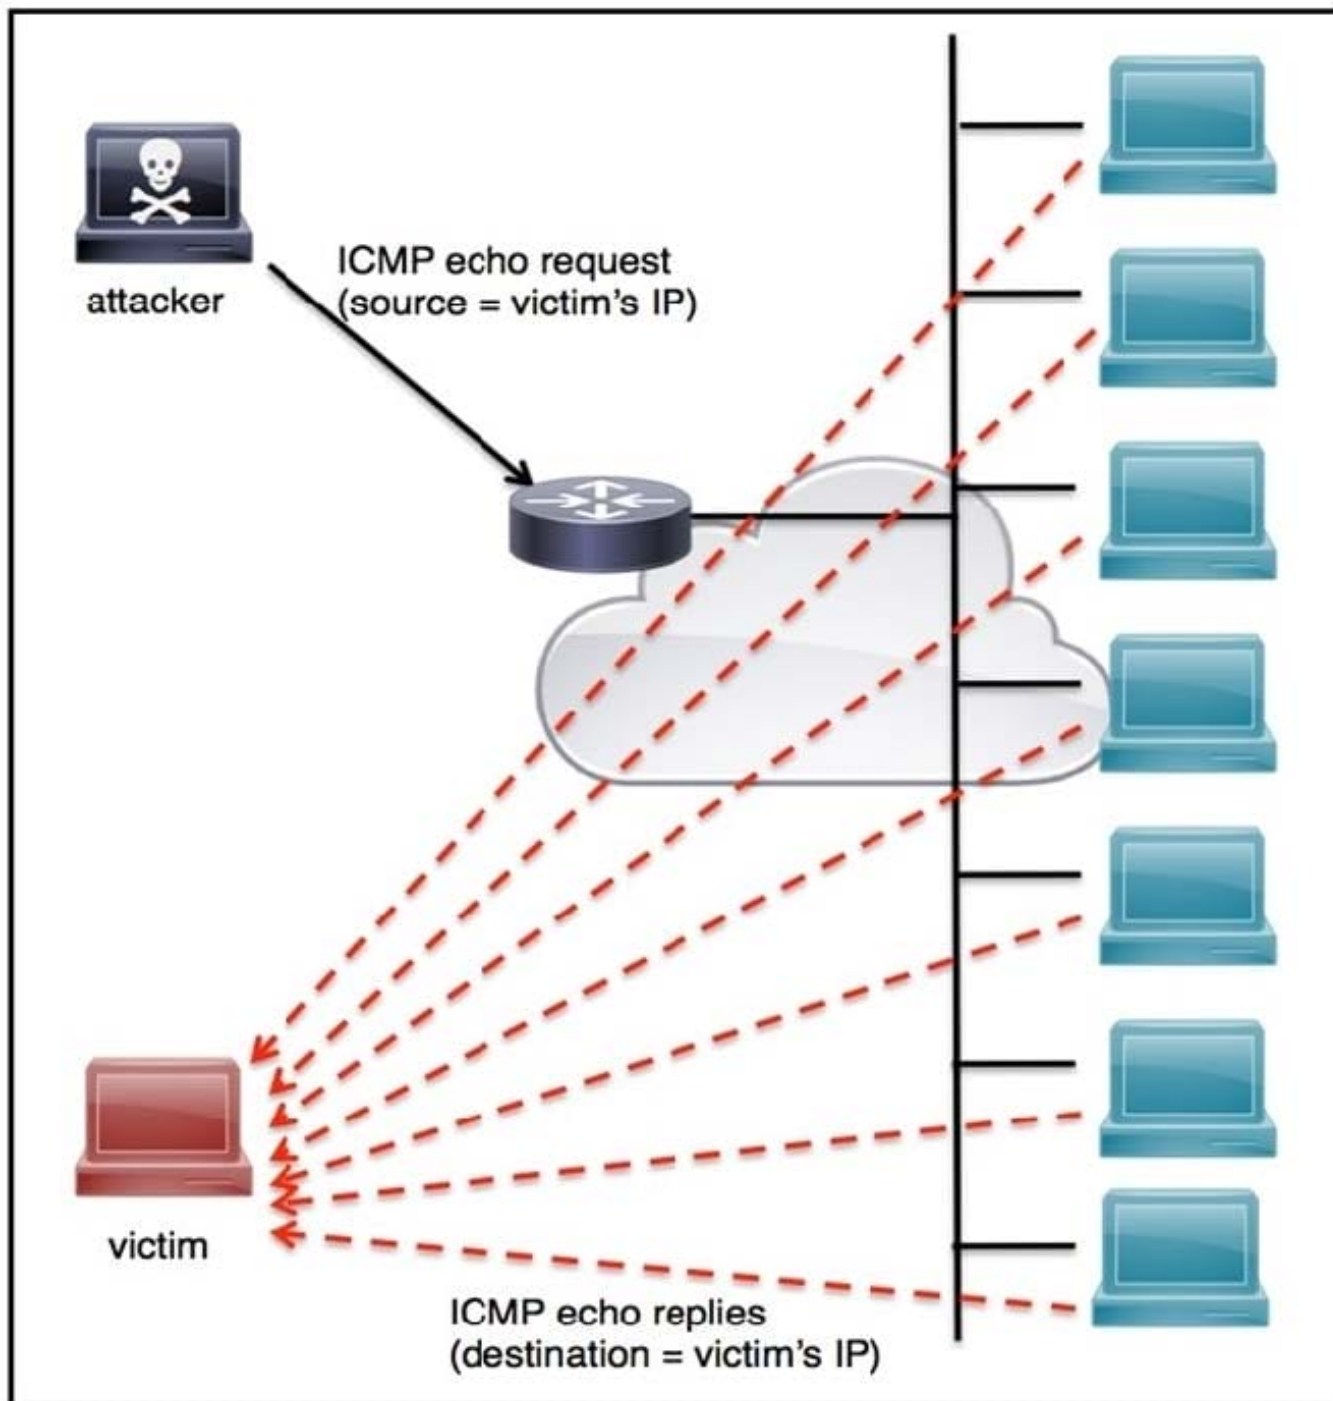 attacker
ICMP echo request
(source = victim's IP)
victim
ICMP echo replies
(destination = victim's IP)